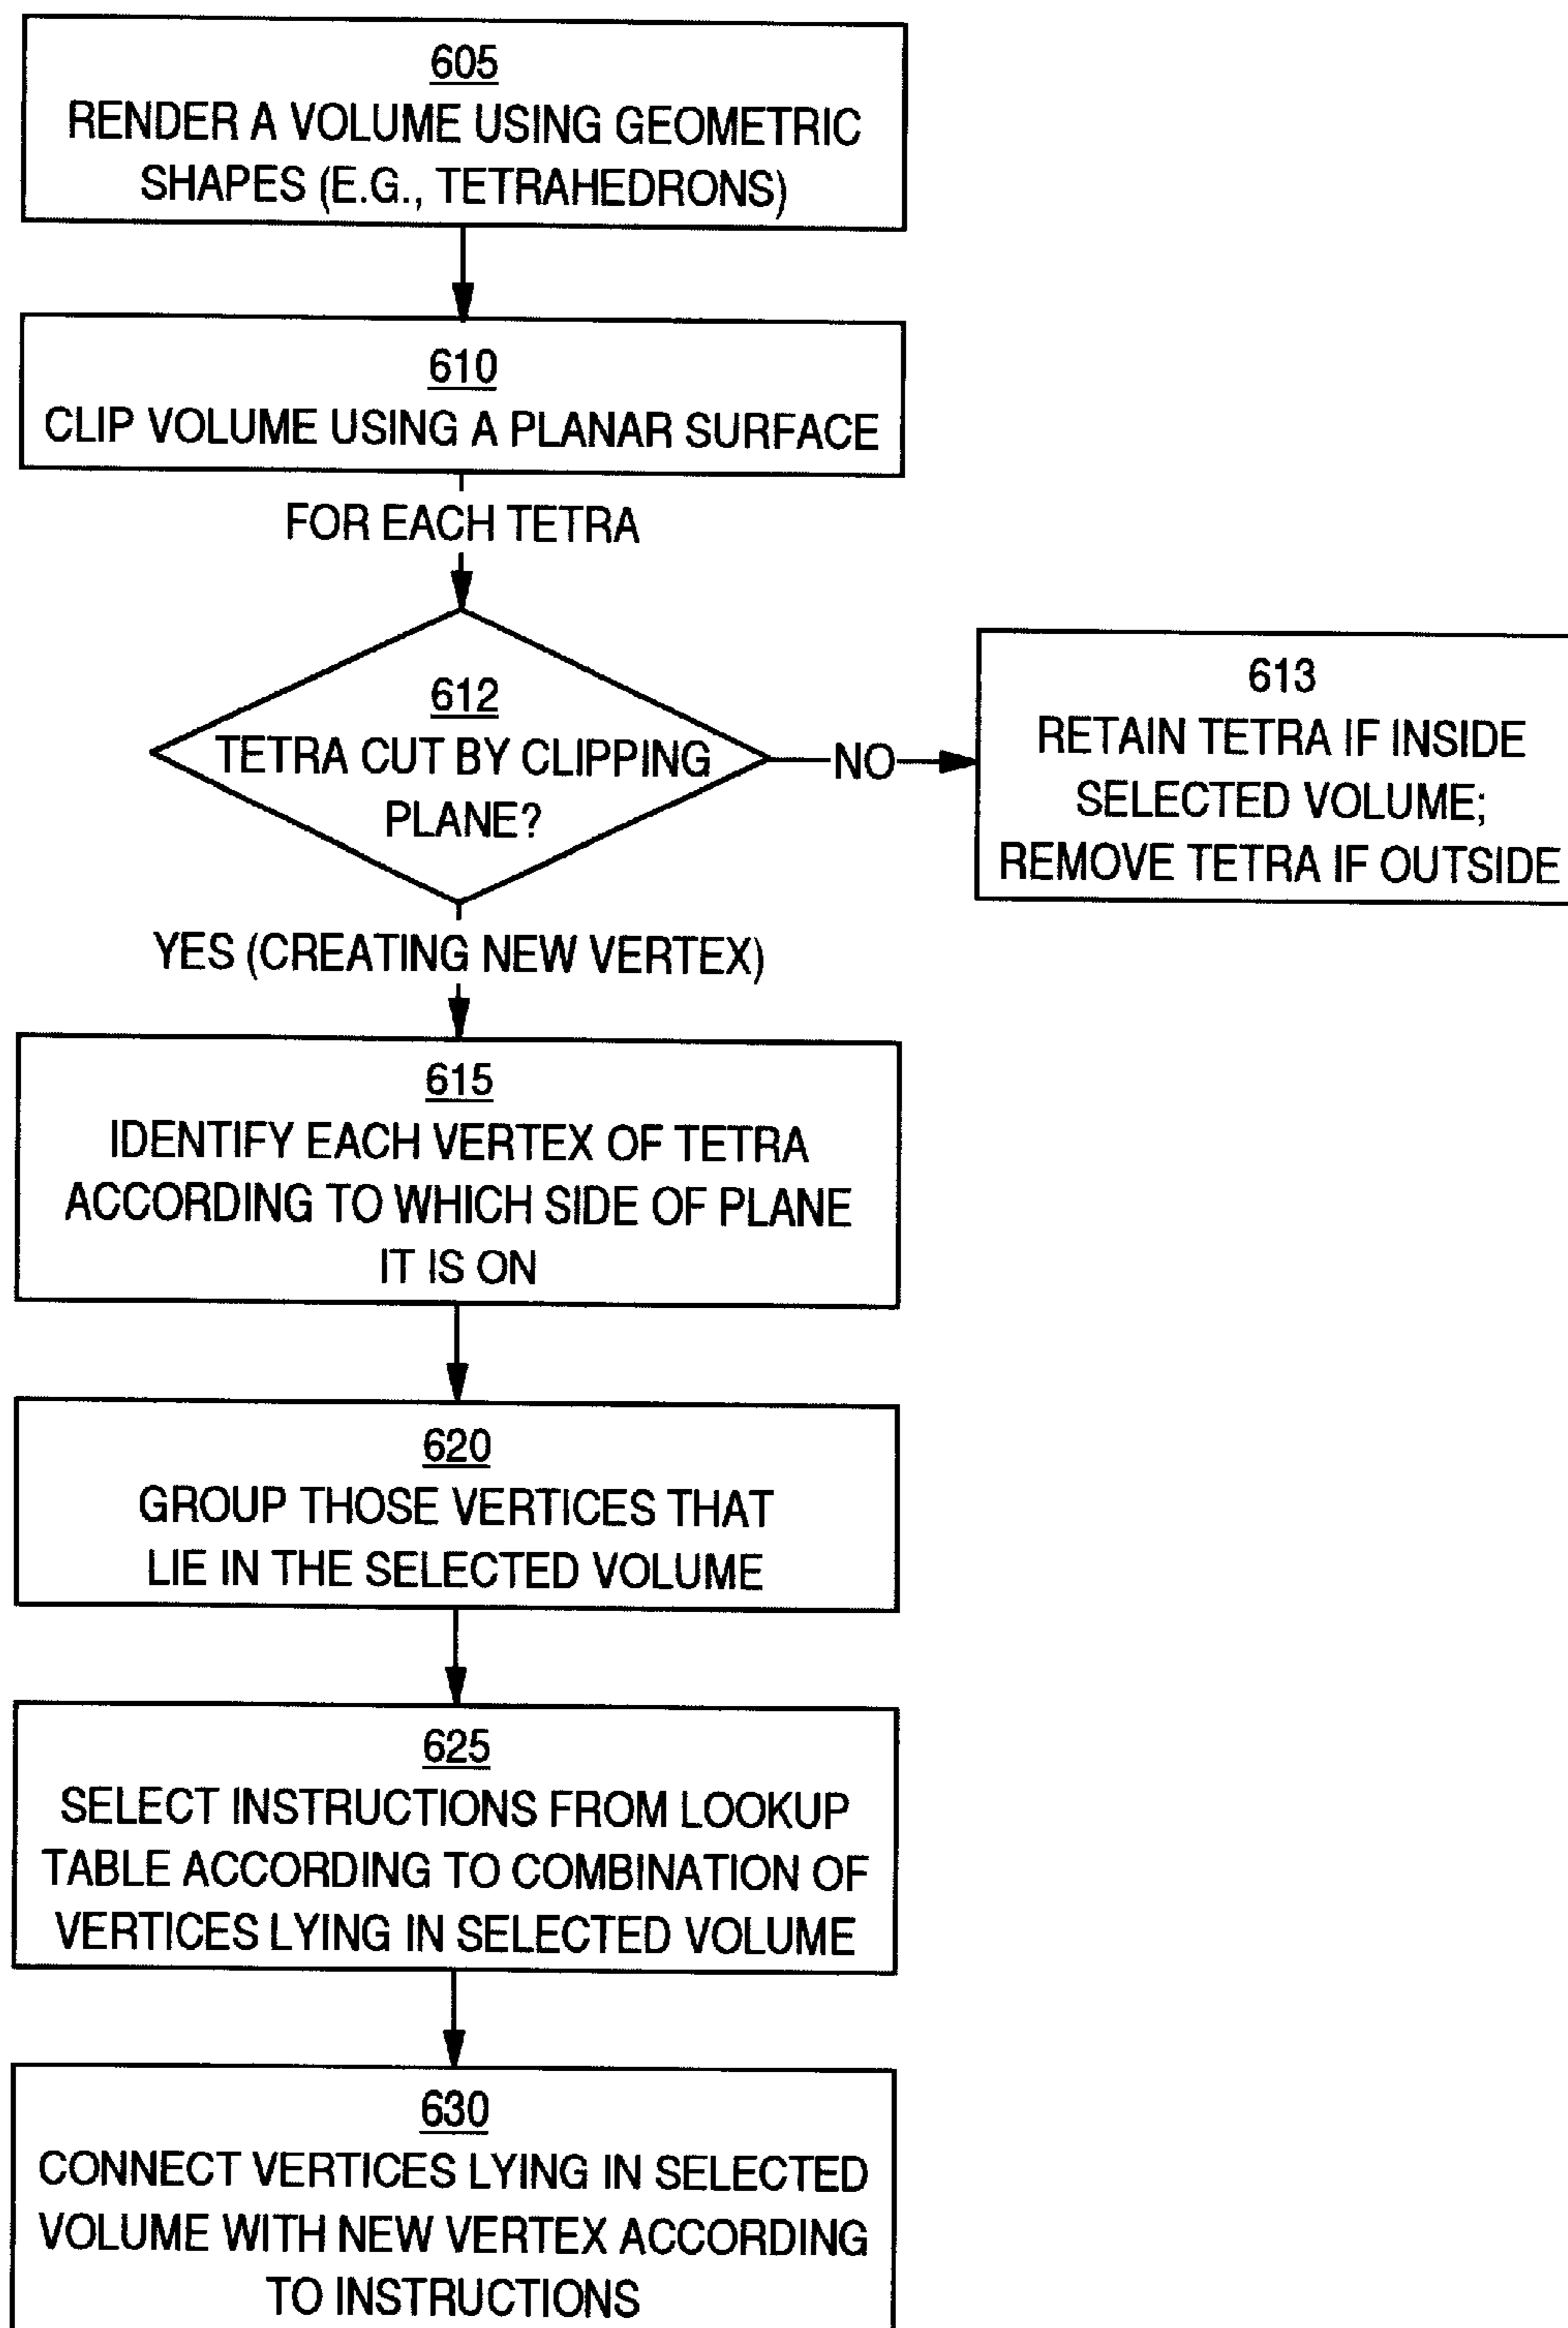 605
RENDER A VOLUME USING GEOMETRIC
SHAPES (E.G., TETRAHEDRONS)
610
CLIP VOLUME USING A PLANAR SURFACE
FOR EACH TETRA
612
TETRA CUT BY CLIPPING
PLANE?
NO
613
RETAIN TETRA IF INSIDE
SELECTED VOLUME;
REMOVE TETRA IF OUTSIDE
YES (CREATING NEW VERTEX)
615
IDENTIFY EACH VERTEX OF TETRA
ACCORDING TO WHICH SIDE OF PLANE
IT IS ON
620
GROUP THOSE VERTICES THAT
LIE IN THE SELECTED VOLUME
625
SELECT INSTRUCTIONS FROM LOOKUP
TABLE ACCORDING TO COMBINATION OF
VERTICES LYING IN SELECTED VOLUME
630
CONNECT VERTICES LYING IN SELECTED
VOLUME WITH NEW VERTEX ACCORDING
TO INSTRUCTIONS